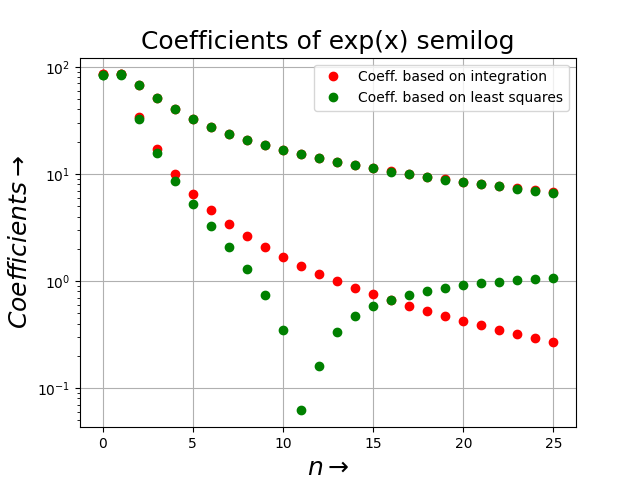 Coefficients of exp(x) semilog
Coeff. based on integration
Coeff. based on least squares
10²
10¹
10⁰
10⁻¹
Coefficients→
0 5 10 15 20 25
n→